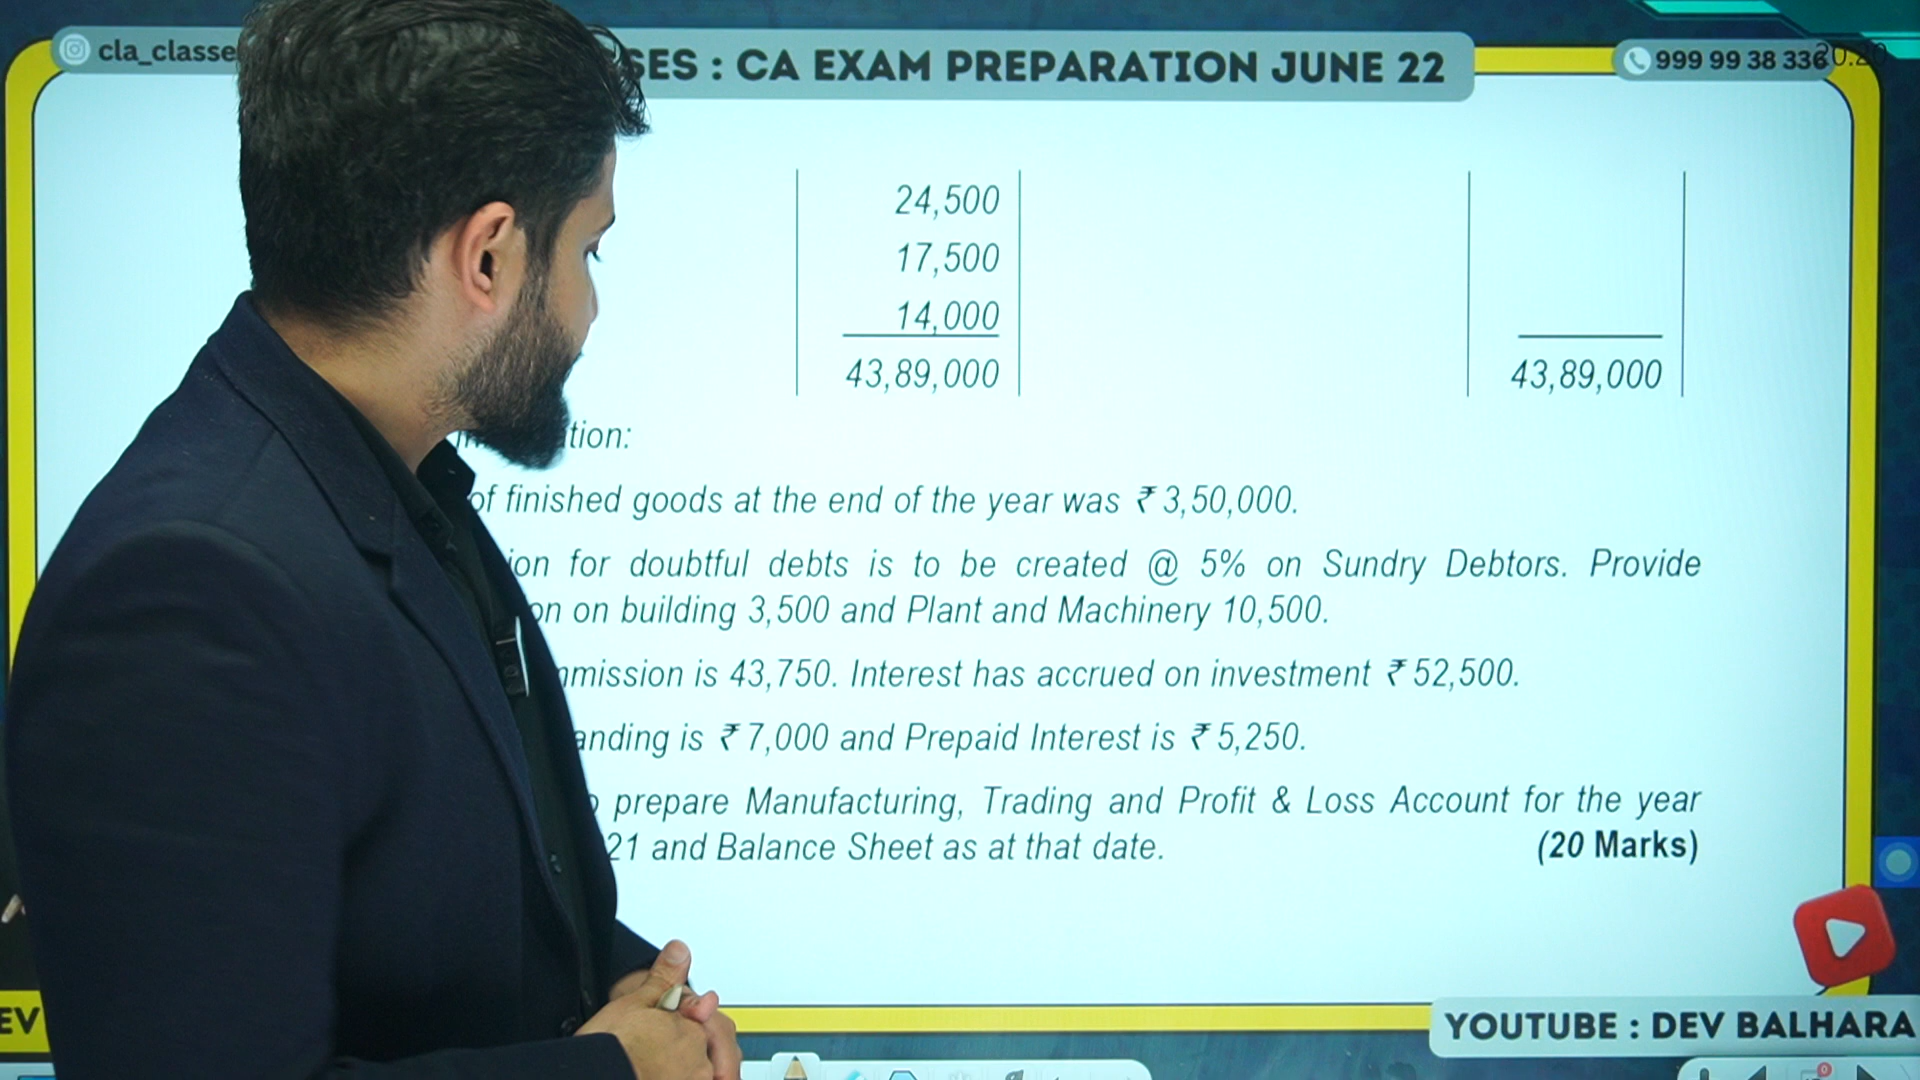 cla_classe
SES : CA EXAM PREPARATION JUNE 22
999 99 38 336
24,500
17,500
14,000
43,89,000
43,89,000
tion:
of finished goods at the end of the year was ₹ 3,50,000.
ion for doubtful debts is to be created @ 5% on Sundry Debtors. Provide
on on building 3,500 and Plant and Machinery 10,500.
mmission is 43,750. Interest has accrued on investment ₹ 52,500.
anding is ₹ 7,000 and Prepaid Interest is ₹ 5,250.
prepare Manufacturing, Trading and Profit & Loss Account for the year
21 and Balance Sheet as at that date. (20 Marks)
EV
YOUTUBE : DEV BALHARA